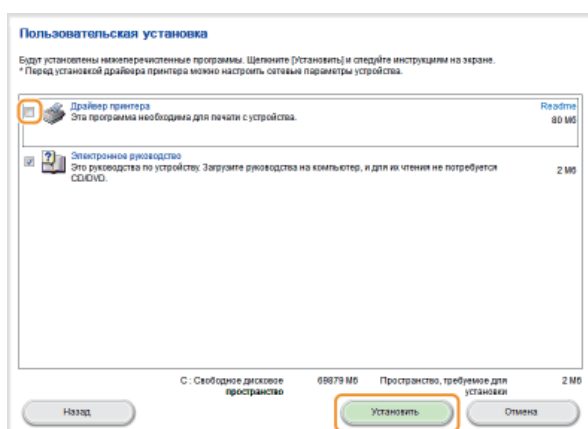 Пользовательская установка
Будут установлены нижеперечисленные программы. Щелкните [Установить] и следуйте инструкциям на экране.
* Перед установкой драйвера принтера можно настроить сетевые параметры устройства.
Драйвер принтера
Readme
Эта программа необходима для печати с устройства.
80 Мб
Электронное руководство
Это руководства по устройству. Загрузите руководства на компьютер, и для их чтения не потребуется
CD/DVD.
2 Мб
C : Свободное дисковое пространство
69879 Мб
Пространство, требуемое для установки
2 Мб
Назад
Установить
Отмена